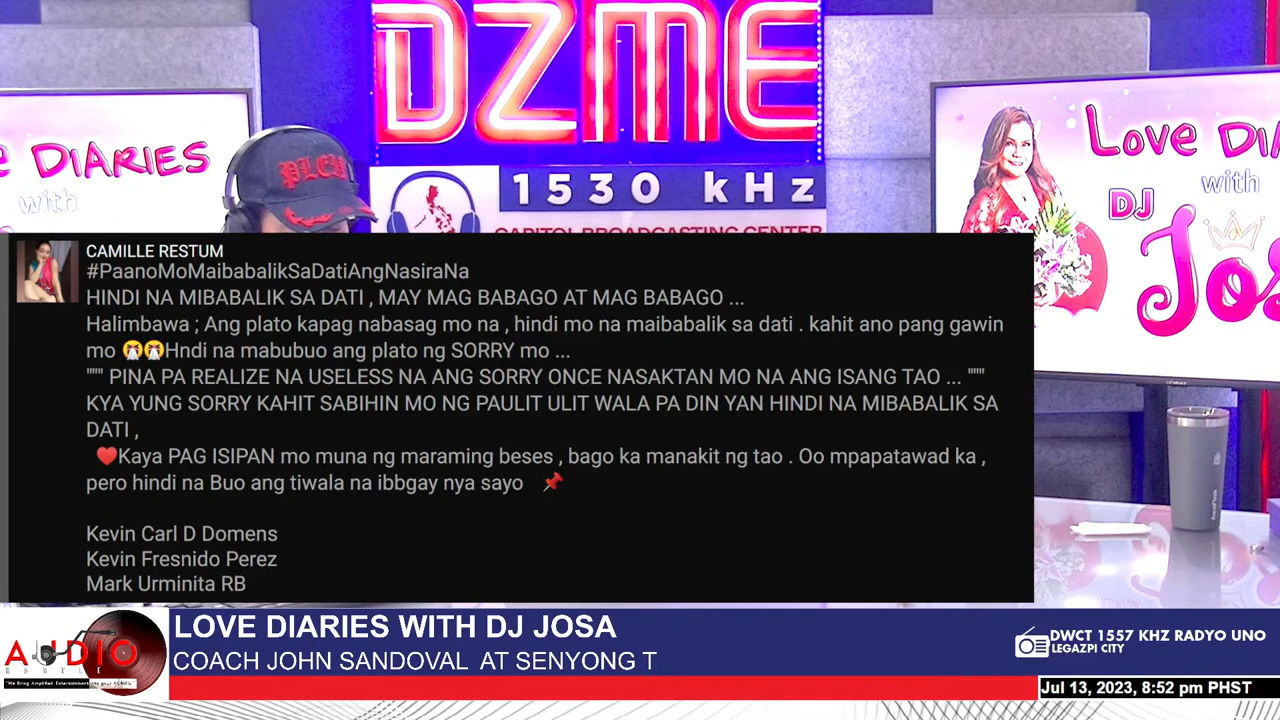 DZME
1530 kHz
CAPITOL BROADCASTING CENTER
E DIARIES
with
PLEU
LOVE DIA
with
DJ
Jos
CAMILLE RESTUM
#PaanoMoMaibabalikSaDatiAngNasiraNa
HINDI NA MIBABALIK SA DATI , MAY MAG BABAGO AT MAG BABAGO ...
Halimbawa ; Ang plato kapag nabasag mo na , hindi mo na maibabalik sa dati . kahit ano pang gawin
mo 😭😭Hndi na mabubuo ang plato ng SORRY mo ...
""" PINA PA REALIZE NA USELESS NA ANG SORRY ONCE NASAKTAN MO NA ANG ISANG TAO ... """
KYA YUNG SORRY KAHIT SABIHIN MO NG PAULIT ULIT WALA PA DIN YAN HINDI NA MIBABALIK SA
DATI ,
❤️Kaya PAG ISIPAN mo muna ng maraming beses , bago ka manakit ng tao . Oo mpapatawad ka ,
pero hindi na Buo ang tiwala na ibbgay nya sayo 📌
Kevin Carl D Domens
Kevin Fresnido Perez
Mark Urminita RB
AUDIO
LOVE DIARIES WITH DJ JOSA
COACH JOHN SANDOVAL AT SENYONG T
DWCT 1557 KHZ RADYO UNO
LEGAZPI CITY
Jul 13, 2023, 8:52 pm PHST